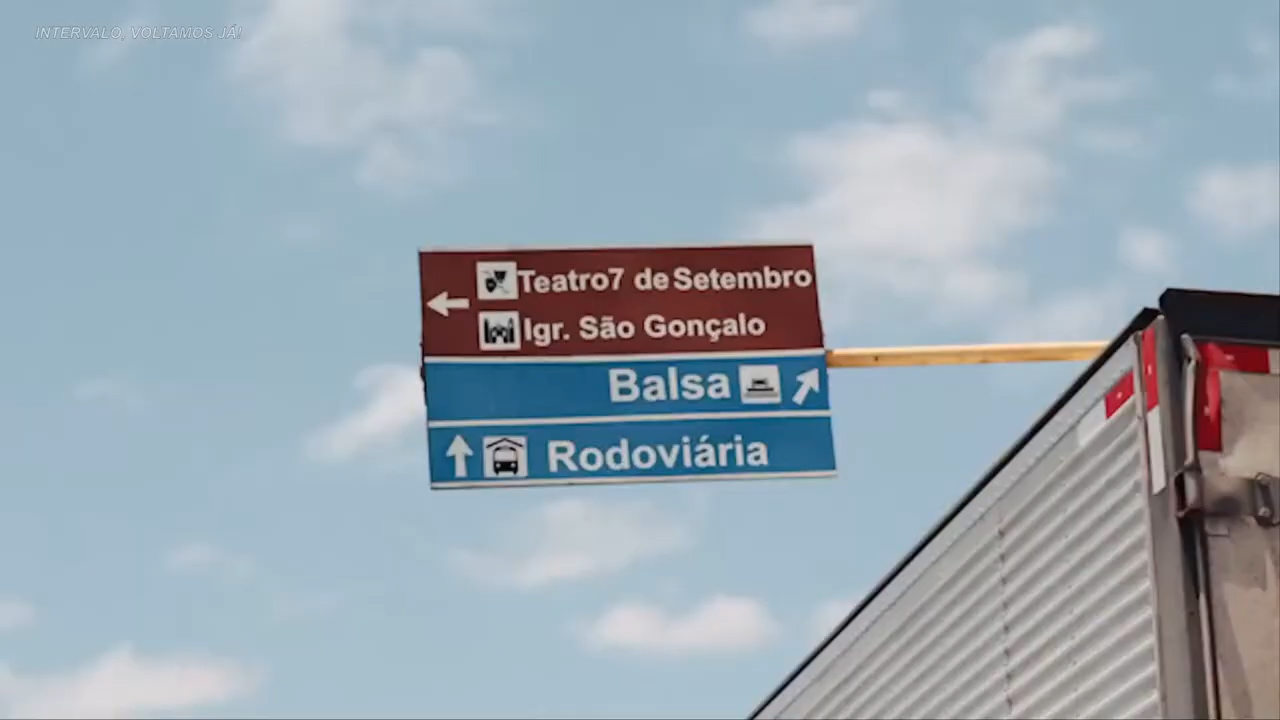 INTERVALO, VOLTAMOS JÁ!
Teatro7 de Setembro
Igr. São Gonçalo
Balsa
Rodoviária